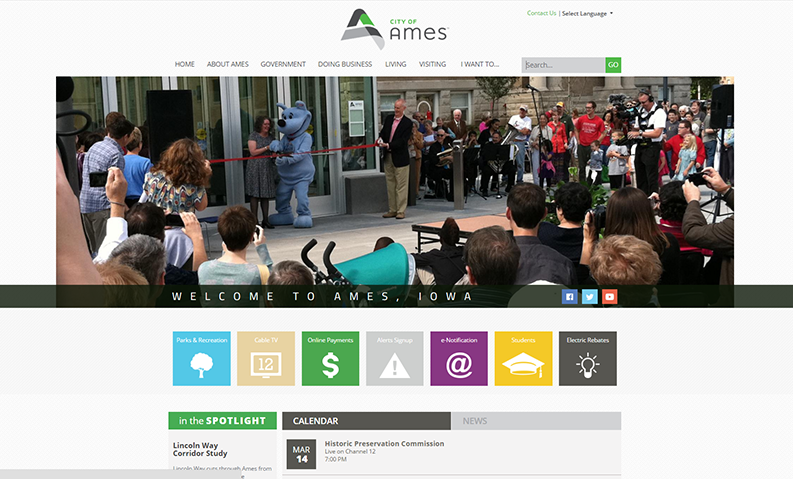 CITY OF
AMES
Contact Us | Select Language
HOME ABOUT AMES GOVERNMENT DOING BUSINESS LIVING VISITING I WANT TO...
Search...
GO
WELCOME TO AMES, IOWA
Parks & Recreation
Cable TV
12
Online Payments
$
Alerts Signup
!
e-Notification
@
Students
Electric Rebates
in the SPOTLIGHT
Lincoln Way
Corridor Study
Lincoln Way cuts through Ames from
CALENDAR
NEWS
MAR
14
Historic Preservation Commission
Live on Channel 12
7:00 PM